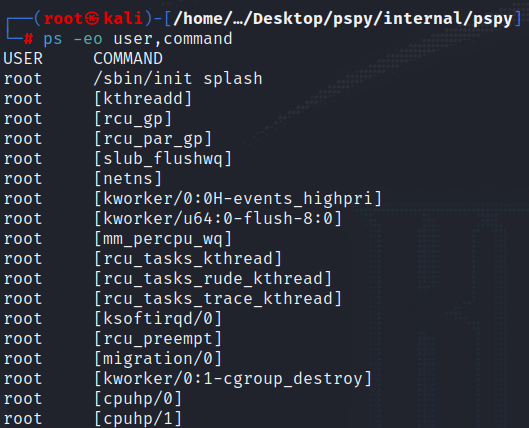 ┌──(root㉿kali)-[/home/…/Desktop/pspy/internal/pspy]
└─# ps -eo user,command
USER     COMMAND
root     /sbin/init splash
root     [kthreadd]
root     [rcu_gp]
root     [rcu_par_gp]
root     [slub_flushwq]
root     [netns]
root     [kworker/0:0H-events_highpri]
root     [kworker/u64:0-flush-8:0]
root     [mm_percpu_wq]
root     [rcu_tasks_kthread]
root     [rcu_tasks_rude_kthread]
root     [rcu_tasks_trace_kthread]
root     [ksoftirqd/0]
root     [rcu_preempt]
root     [migration/0]
root     [kworker/0:1-cgroup_destroy]
root     [cpuhp/0]
root     [cpuhp/1]